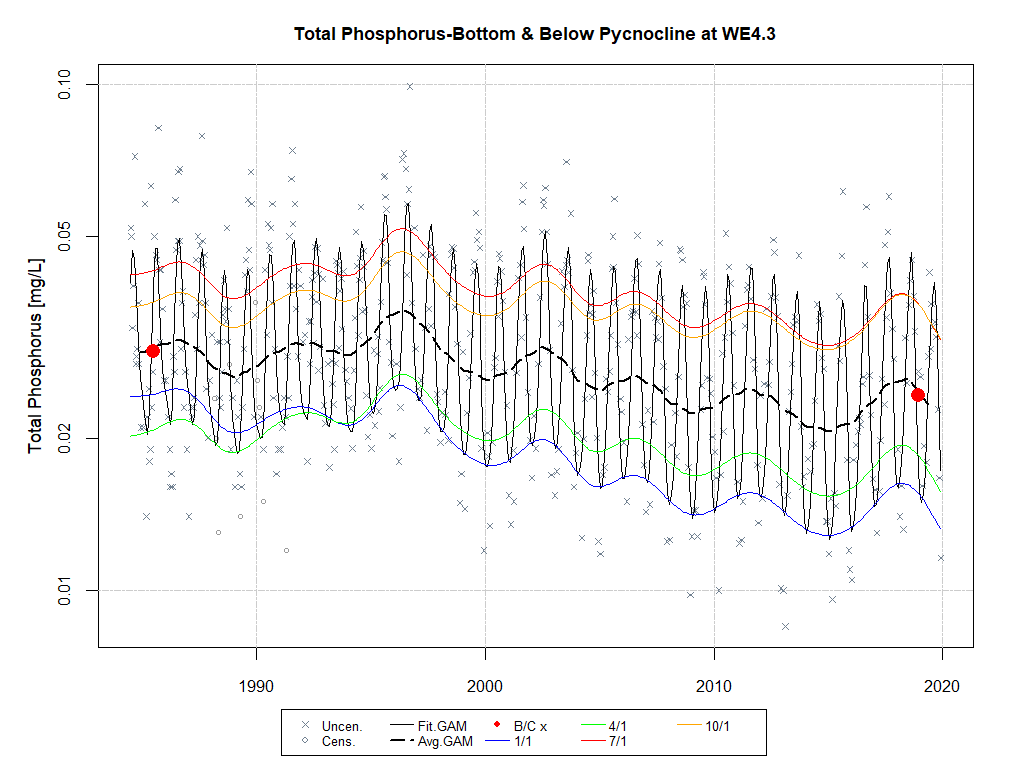 Total Phosphorus-Bottom & Below Pycnocline at WE4.3
0.10
0.05
0.02
0.01
Total Phosphorus [mg/L]
1990 2000 2010 2020
Uncen. Fit.GAM B/C x 4/1 10/1
Cens. Avg.GAM 1/1 7/1